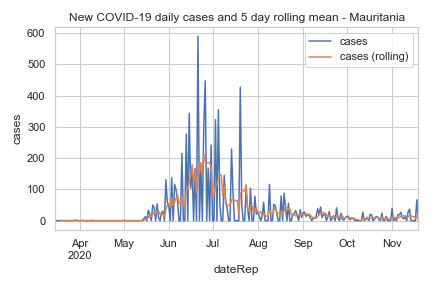 New COVID-19 daily cases and 5 day rolling mean - Mauritania
cases
cases (rolling)
600
500
400
300
200
100
0
cases
Apr May Jun Jul Aug Sep Oct Nov
2020
dateRep